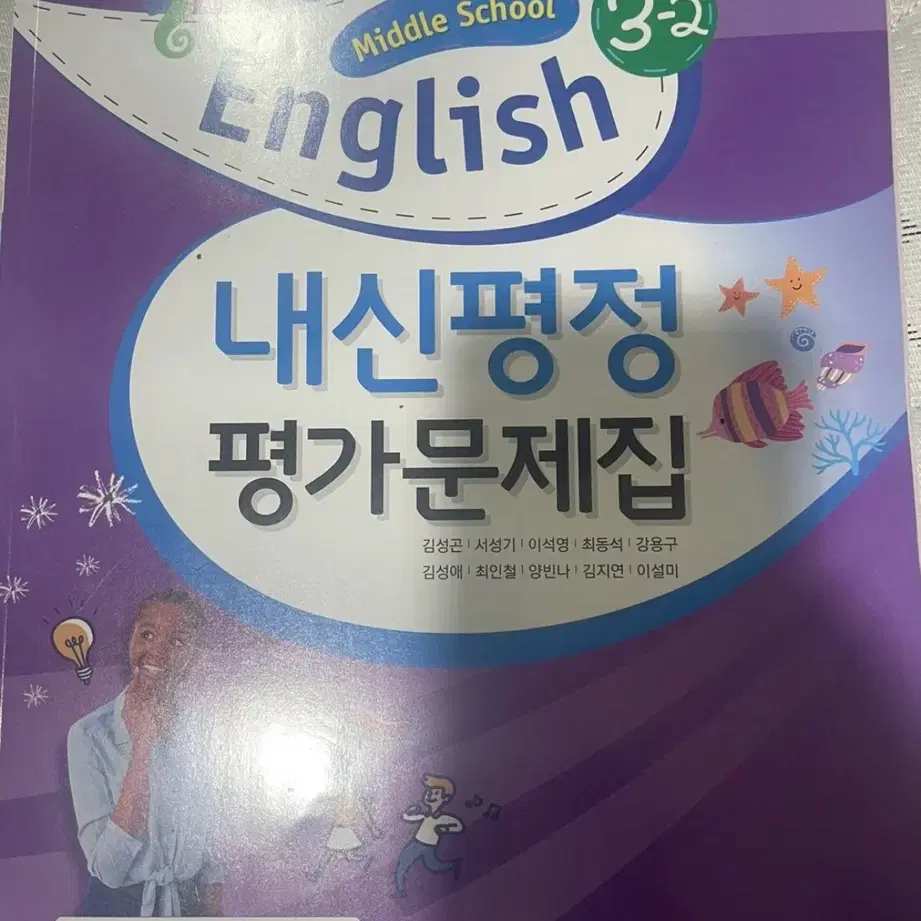 Middle School
3-2
English
내신평정
평가문제집
김성곤 | 서성기 | 이석영 | 최동석 | 강용구
김성애 | 최인철 | 양빈나 | 김지연 | 이설미